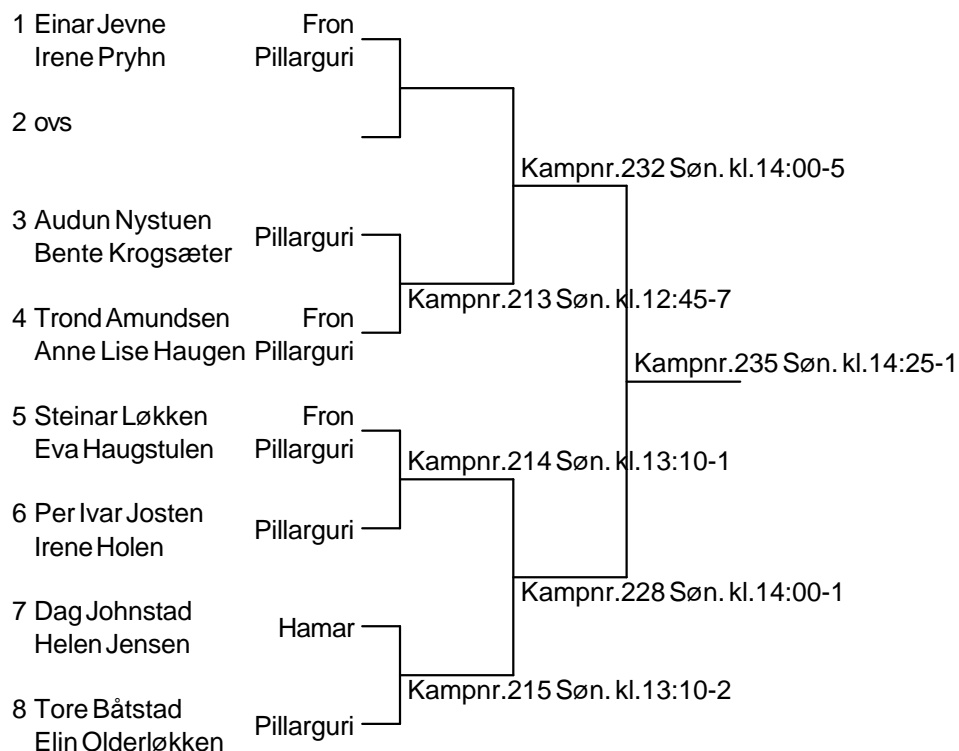 1 Einar Jevne Fron
Irene Pryhn Pillarguri
2 ovs
Kampnr.232 Søn. kl.14:00-5
3 Audun Nystuen Pillarguri
Bente Krogsæter
Kampnr.213 Søn. kl.12:45-7
4 Trond Amundsen Fron
Anne Lise Haugen Pillarguri
Kampnr.235 Søn. kl.14:25-1
5 Steinar Løkken Fron
Eva Haugstulen Pillarguri
Kampnr.214 Søn. kl.13:10-1
6 Per Ivar Josten Pillarguri
Irene Holen
Kampnr.228 Søn. kl.14:00-1
7 Dag Johnstad Hamar
Helen Jensen
Kampnr.215 Søn. kl.13:10-2
8 Tore Båtstad Pillarguri
Elin Olderløkken